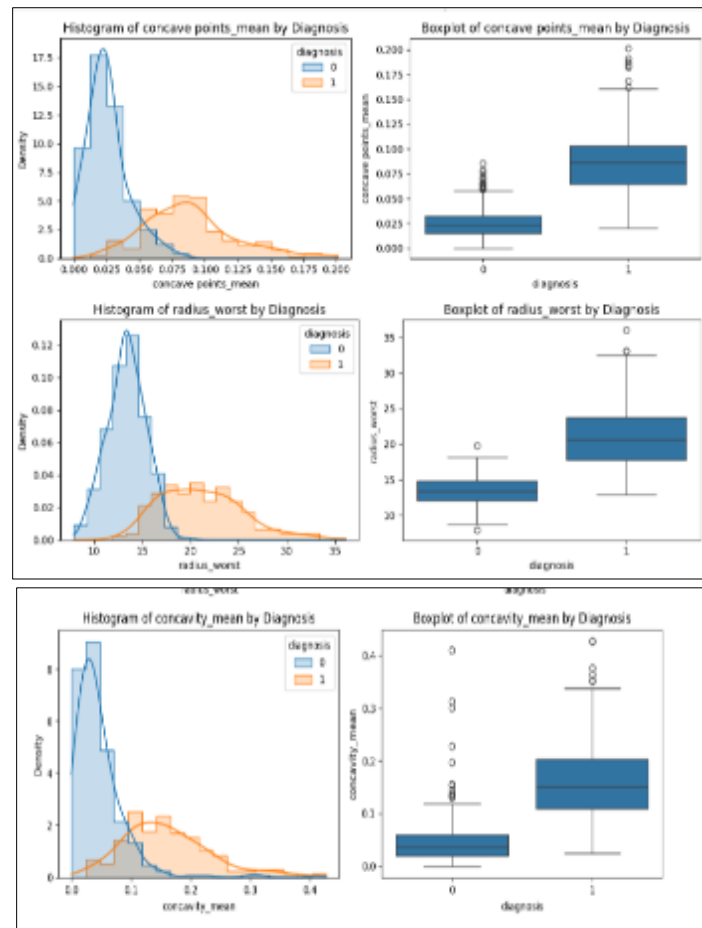 Histogram of concave points_mean by Diagnosis
Boxplot of concave points_mean by Diagnosis
diagnosis
0
1
17.5
15.0
12.5
10.0
7.5
5.0
2.5
0.0
Density
0.000 0.025 0.050 0.075 0.100 0.125 0.150 0.175 0.200
concave points_mean
0.200
0.175
0.150
0.125
0.100
0.075
0.050
0.025
0.000
concave points_mean
0 1
diagnosis
Histogram of radius_worst by Diagnosis
Boxplot of radius_worst by Diagnosis
diagnosis
0
1
0.12
0.10
0.08
0.06
0.04
0.02
0.00
Density
10 15 20 25 30 35
radius_worst
35
30
25
20
15
10
radius_worst
0 1
diagnosis
radius_worst
diagnosis
Histogram of concavity_mean by Diagnosis
Boxplot of concavity_mean by Diagnosis
diagnosis
0
1
8
6
4
2
0
Density
0.0 0.1 0.2 0.3 0.4
concavity_mean
0.4
0.3
0.2
0.1
0.0
concavity_mean
0 1
diagnosis